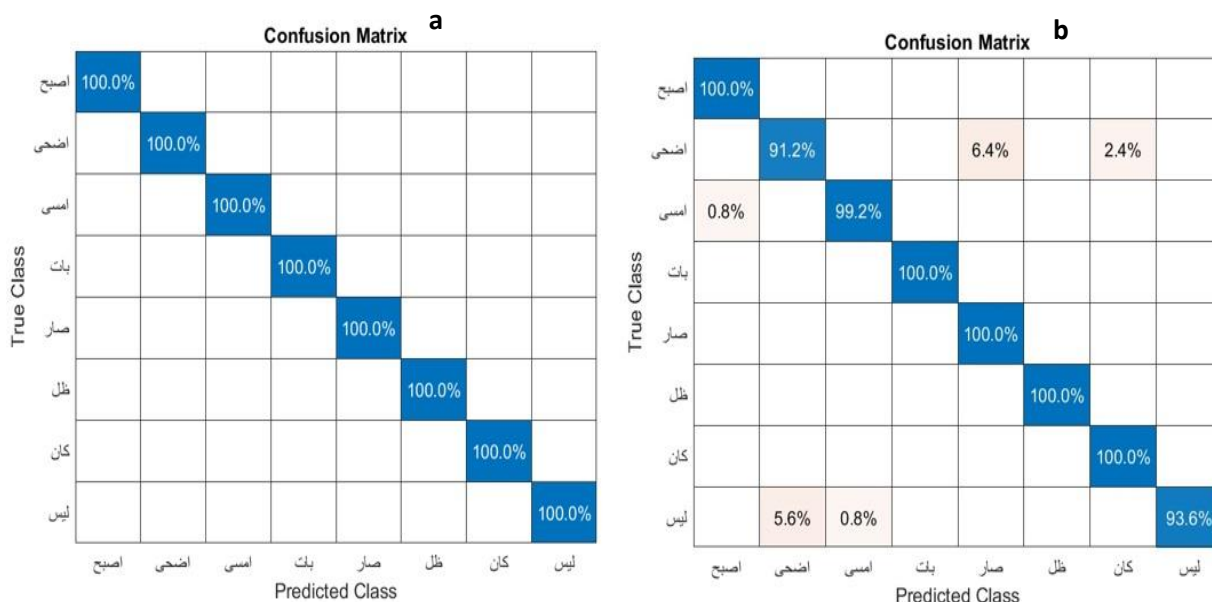 a
Confusion Matrix
اصبح 100.0%
اضحى 100.0%
امسى 100.0%
بات 100.0%
صار 100.0%
ظل 100.0%
كان 100.0%
ليس 100.0%
True Class
اصبح اضحى امسى بات صار ظل كان ليس
Predicted Class
b
Confusion Matrix
اصبح 100.0%
اضحى 91.2% 6.4% 2.4%
امسى 0.8% 99.2%
بات 100.0%
صار 100.0%
ظل 100.0%
كان 100.0%
ليس 5.6% 0.8% 93.6%
True Class
اصبح اضحى امسى بات صار ظل كان ليس
Predicted Class